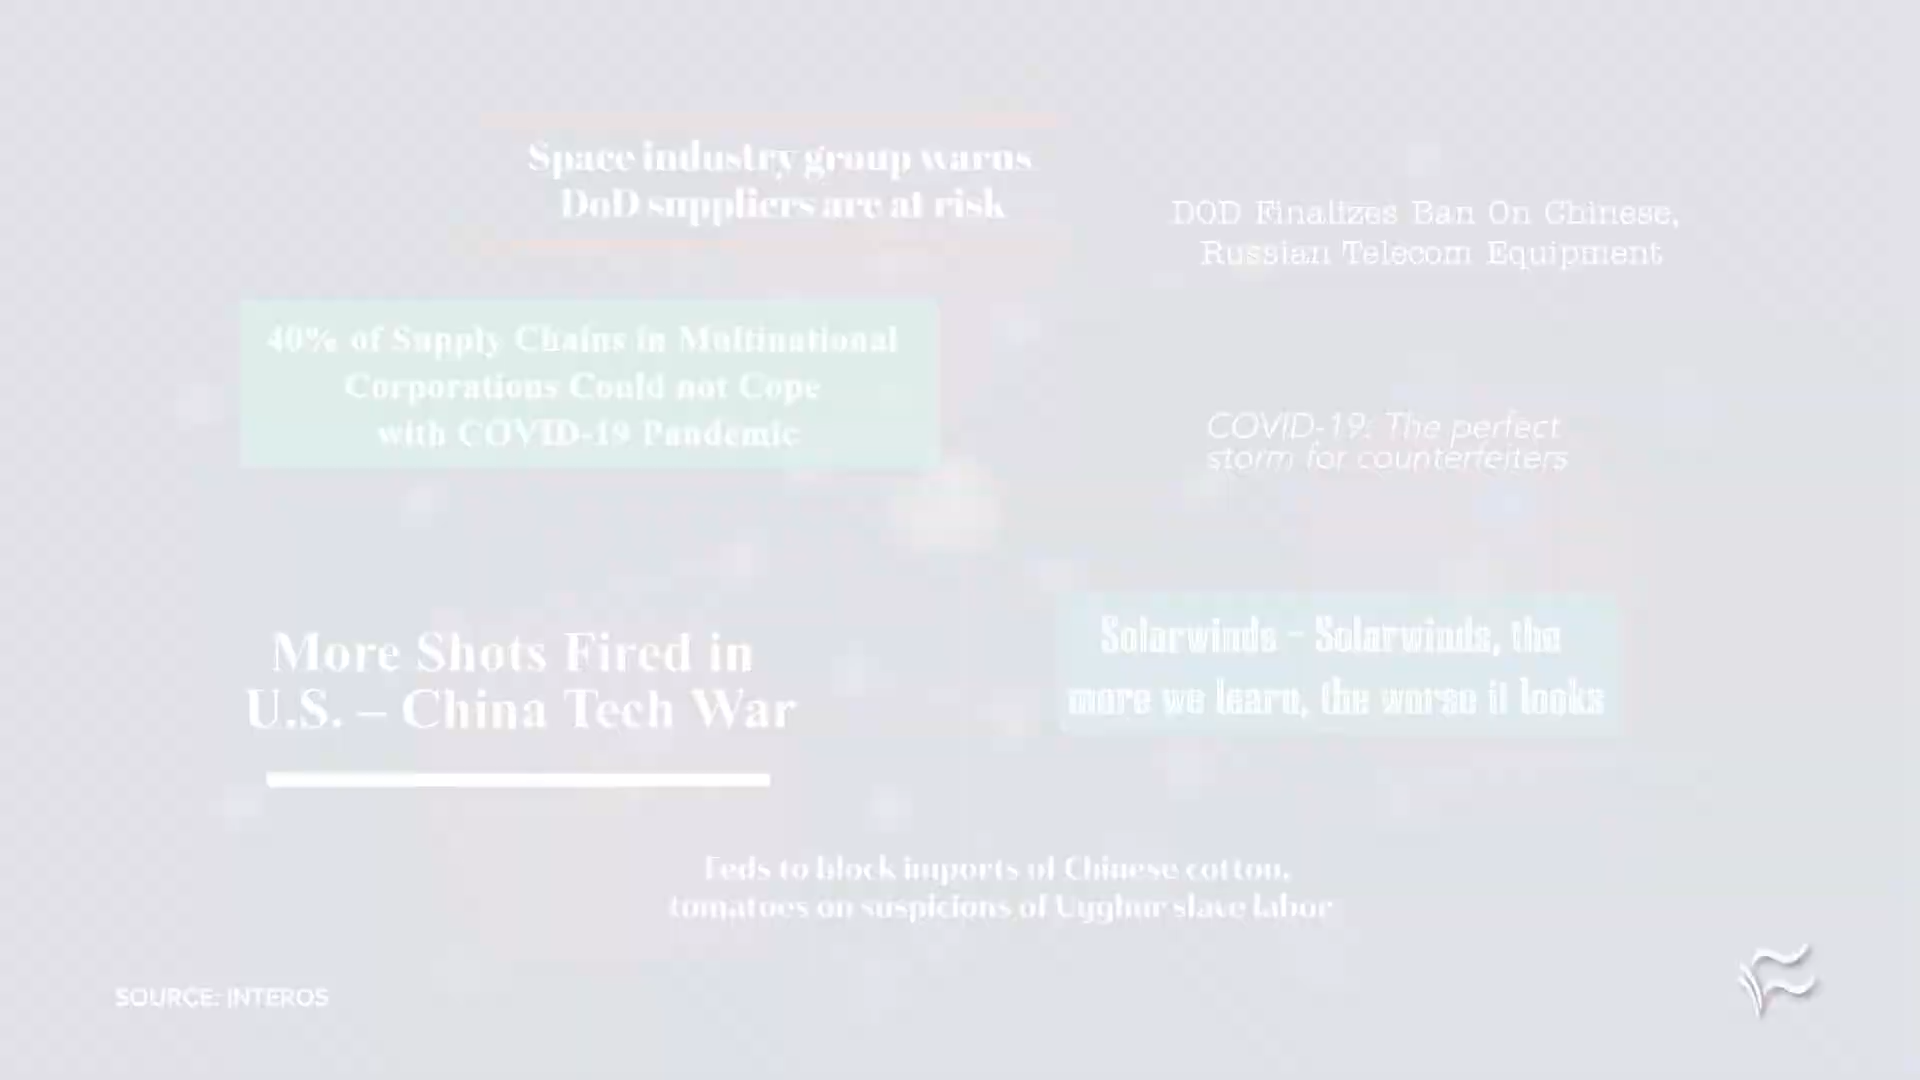 Space industry group warns
DoD suppliers are at risk
DOD Finalizes Ban On Chinese,
Russian Telecom Equipment
40% of Supply Chains in Multinational
Corporations Could not Cope
with COVID-19 Pandemic
COVID-19: The perfect
storm for counterfeiters
More Shots Fired in
U.S. – China Tech War
Solarwinds – Solarwinds, the
more we learn, the worse it looks
Feds to block imports of Chinese cotton,
tomatoes on suspicions of Uyghur slave labor
SOURCE: INTEROS